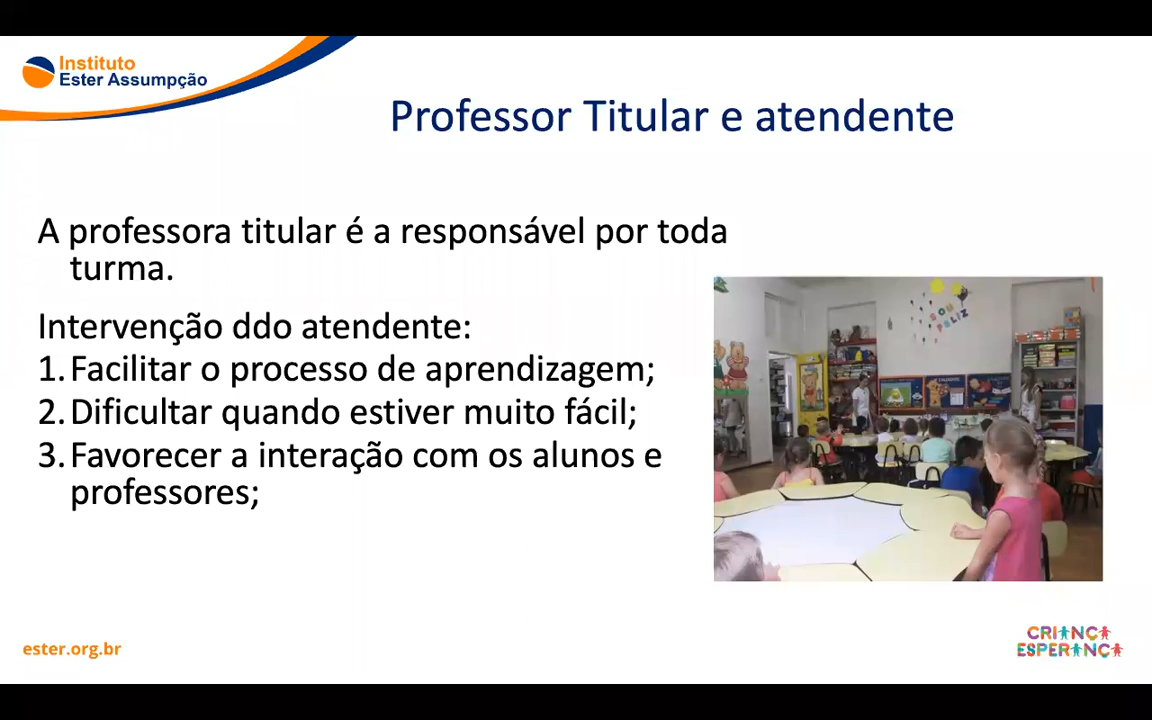 Instituto
Ester Assumpção
Professor Titular e atendente
A professora titular é a responsável por toda
turma.
Intervenção ddo atendente:
1. Facilitar o processo de aprendizagem;
2. Dificultar quando estiver muito fácil;
3. Favorecer a interação com os alunos e
professores;
SOU
FELIZ
ester.org.br
CRIANÇA
ESPERANÇA